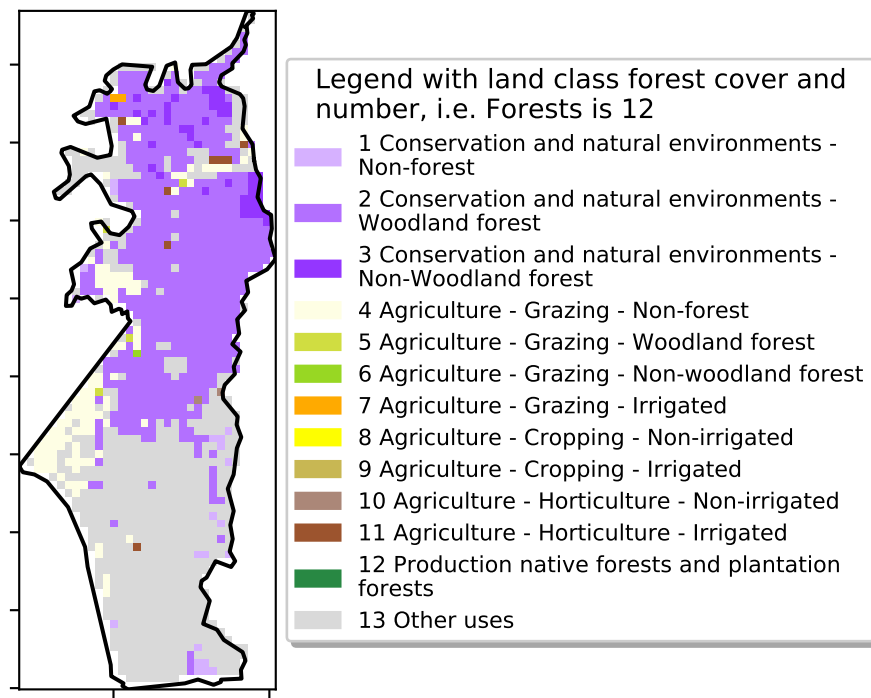 Legend with land class forest cover and
number, i.e. Forests is 12
1 Conservation and natural environments -
Non-forest
2 Conservation and natural environments -
Woodland forest
3 Conservation and natural environments -
Non-Woodland forest
4 Agriculture - Grazing - Non-forest
5 Agriculture - Grazing - Woodland forest
6 Agriculture - Grazing - Non-woodland forest
7 Agriculture - Grazing - Irrigated
8 Agriculture - Cropping - Non-irrigated
9 Agriculture - Cropping - Irrigated
10 Agriculture - Horticulture - Non-irrigated
11 Agriculture - Horticulture - Irrigated
12 Production native forests and plantation
forests
13 Other uses